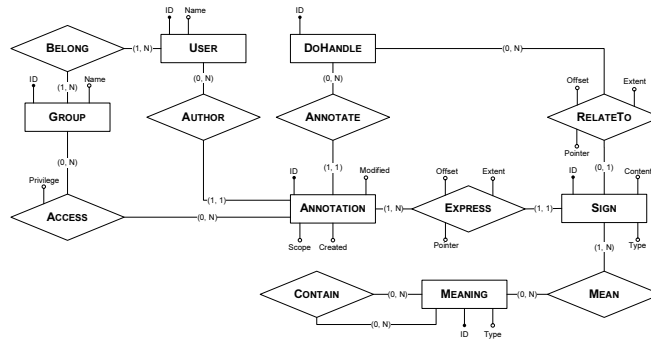 ID Name ID
BELONG (1, N) USER DOHANDLE (0, N)
ID (1, N) Name (0, N) (0, N) Offset Extent
GROUP AUTHOR ANNOTATE RELATETO
(0, N) Pointer
Privilege ID (1, 1) Modified Offset Extent ID (0, 1) Content
ACCESS (0, N) (1, 1) ANNOTATION (1, N) EXPRESS (1, 1) SIGN
Scope Created Pointer (1, N) Type
CONTAIN (0, N) MEANING (0, N) MEAN
(0, N) ID Type